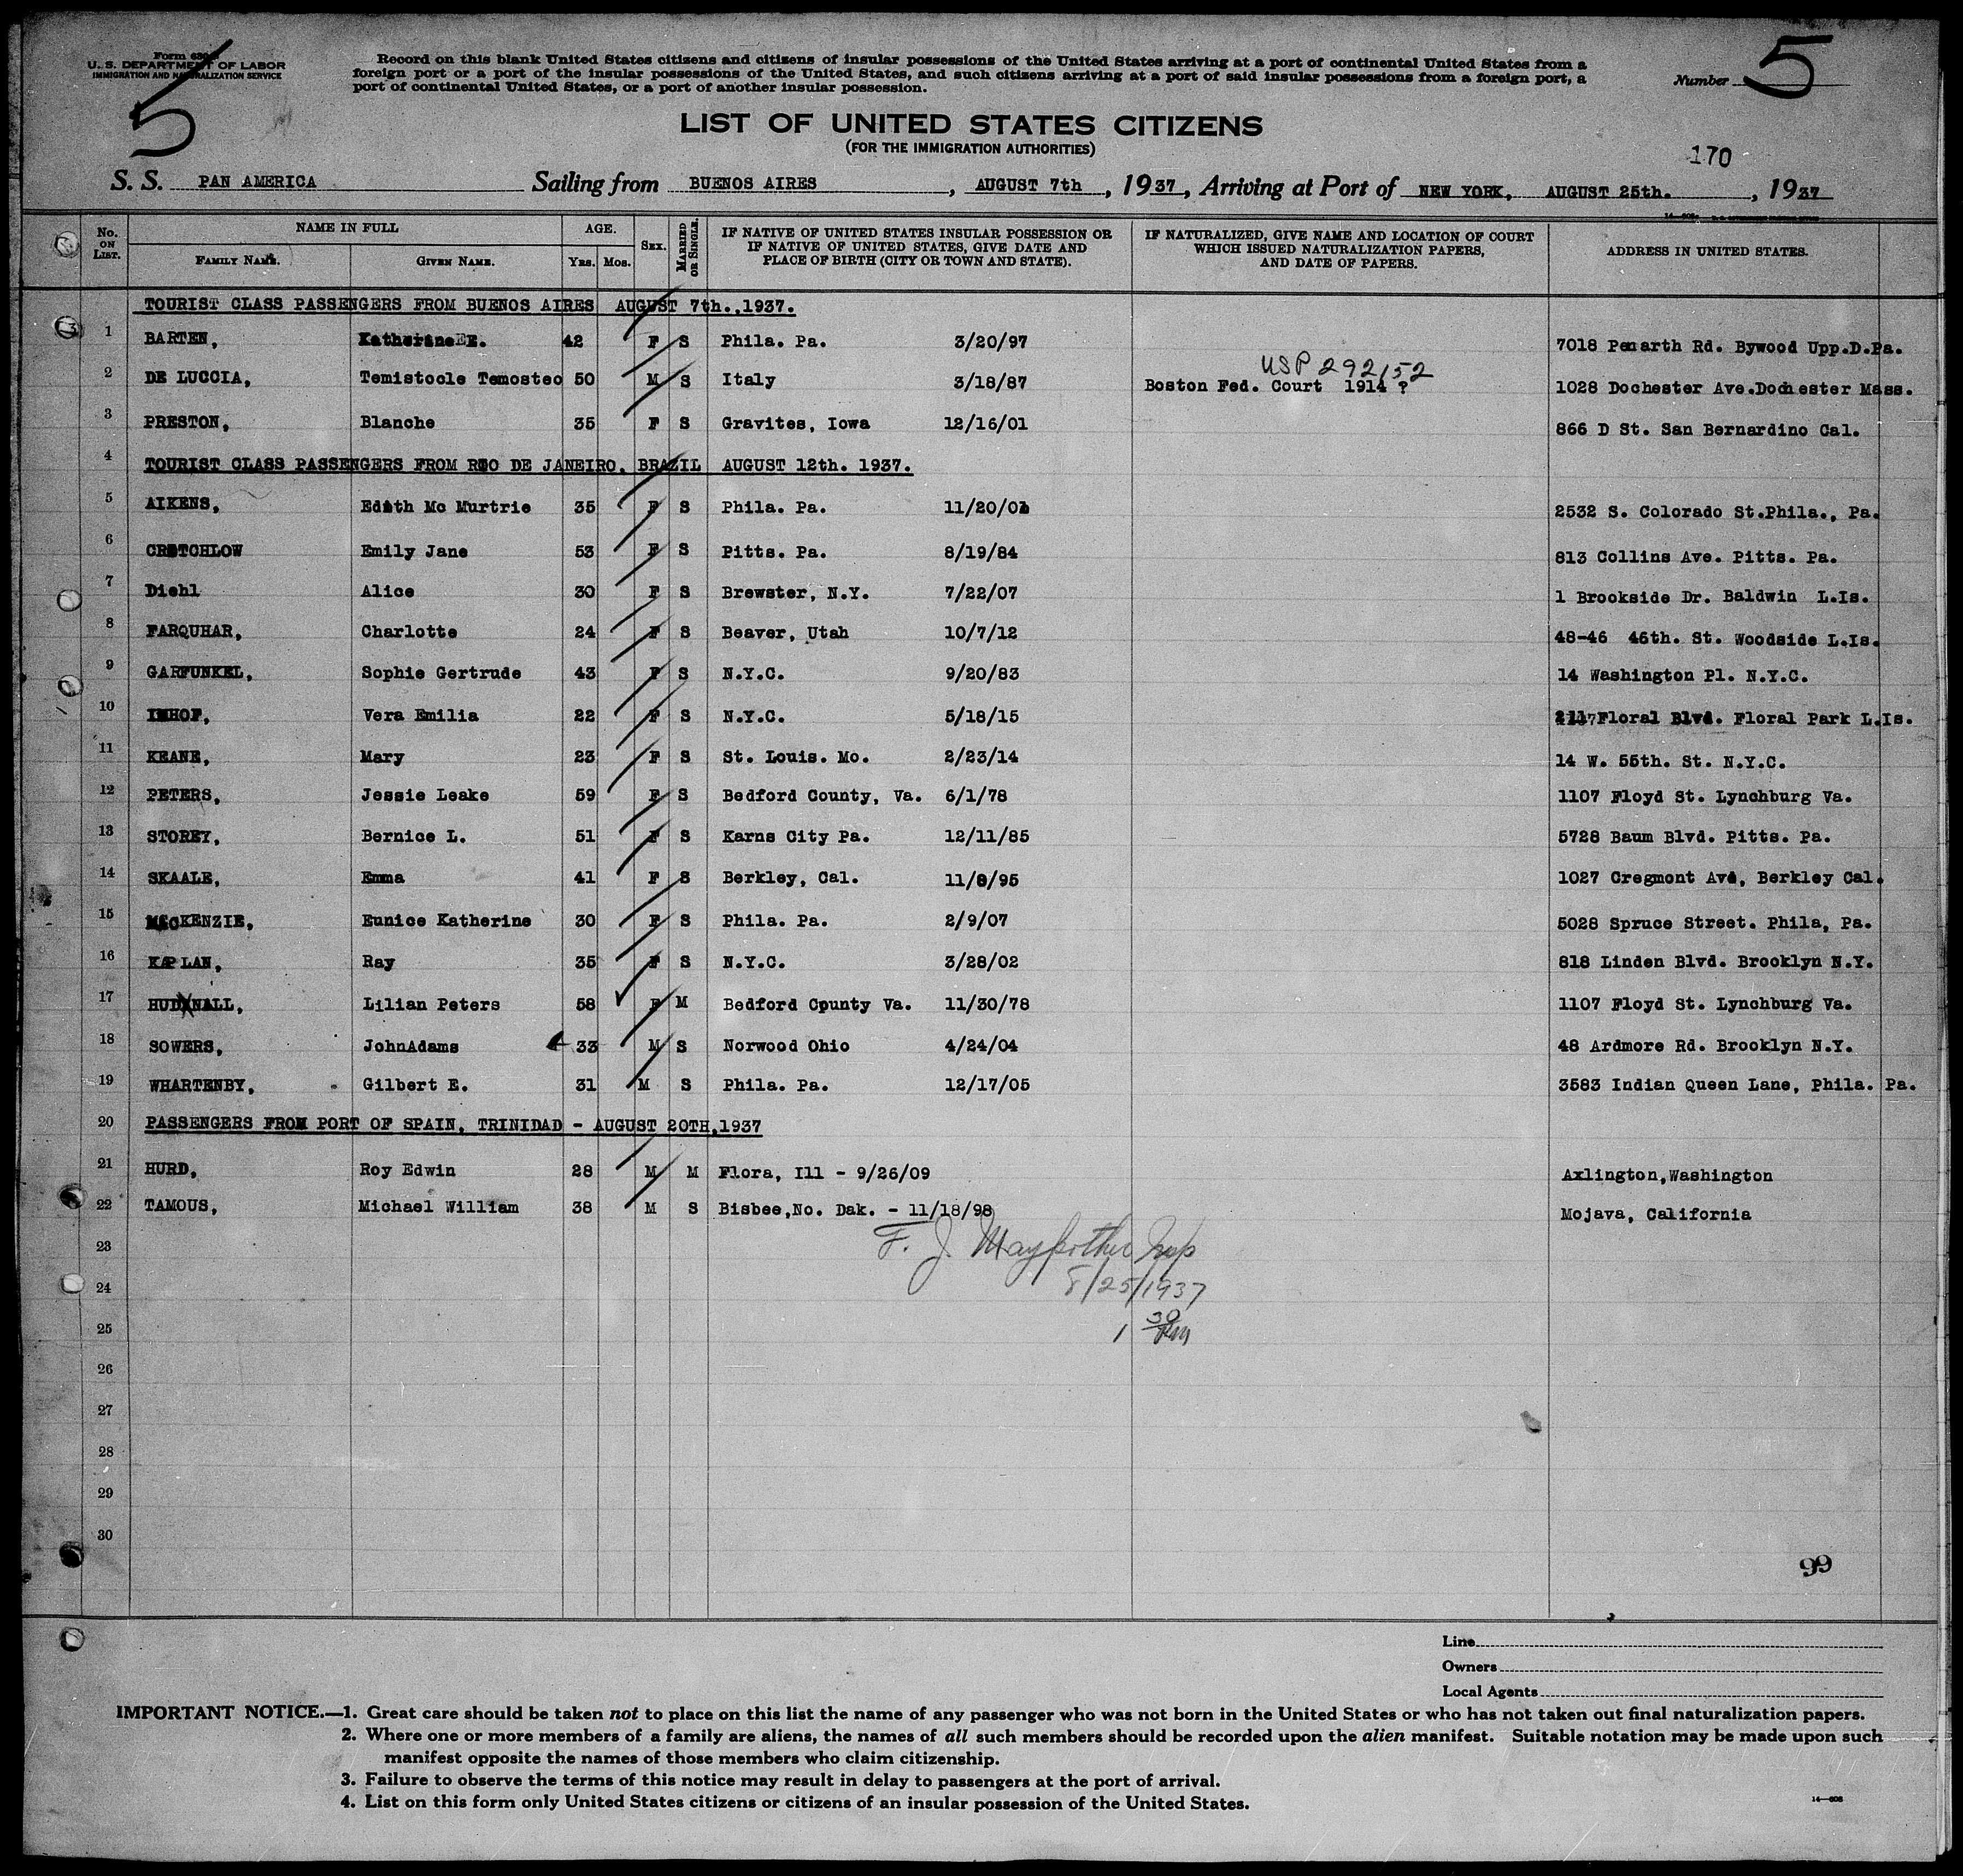 Form 630
U. S. DEPARTMENT OF LABOR
IMMIGRATION AND NATURALIZATION SERVICE
5
Record on this blank United States citizens and citizens of insular possessions of the United States arriving at a port of continental United States from a
foreign port or a port of the insular possessions of the United States, and such citizens arriving at a port of said insular possessions from a foreign port, a
port of continental United States, or a port of another insular possession.
Number 5
LIST OF UNITED STATES CITIZENS
(FOR THE IMMIGRATION AUTHORITIES)
170
S. S. PAN AMERICA Sailing from BUENOS AIRES, AUGUST 7th, 1937, Arriving at Port of NEW YORK, AUGUST 25th., 1937
No. ON LIST. NAME IN FULL FAMILY NAME. GIVEN NAME. AGE. YRS. MOS. SEX. MARRIED OR SINGLE. IF NATIVE OF UNITED STATES INSULAR POSSESSION OR IF NATIVE OF UNITED STATES, GIVE DATE AND PLACE OF BIRTH (CITY OR TOWN AND STATE). IF NATURALIZED, GIVE NAME AND LOCATION OF COURT WHICH ISSUED NATURALIZATION PAPERS, AND DATE OF PAPERS. ADDRESS IN UNITED STATES.
TOURIST CLASS PASSENGERS FROM BUENOS AIRES AUGUST 7th.,1937.
1 BARTEN, Katherine E. 42 F S Phila. Pa. 3/20/97 7018 Penarth Rd. Bywood Upp.D.Pa.
USP 292152
2 DE LUCCIA, Temistocle Temosteo 50 M S Italy 3/18/87 Boston Fed. Court 1914 ? 1028 Dochester Ave.Dochester Mass.
3 PRESTON, Blanche 35 F S Gravites, Iowa 12/16/01 866 D St. San Bernardino Cal.
4 TOURIST CLASS PASSENGERS FROM RIO DE JANEIRO, BRAZIL AUGUST 12th. 1937.
5 AIKENS, Edith Mc Murtrie 35 F S Phila. Pa. 11/20/01 2532 S. Colorado St.Phila., Pa.
6 CRITCHLOW Emily Jane 53 F S Pitts. Pa. 8/19/84 813 Collins Ave. Pitts. Pa.
7 Diehl Alice 30 F S Brewster, N.Y. 7/22/07 1 Brookside Dr. Baldwin L.Is.
8 FARQUHAR, Charlotte 24 F S Beaver, Utah 10/7/12 48-46 46th. St. Woodside L.Is.
9 GARFUNKEL, Sophie Gertrude 43 F S N.Y.C. 9/20/83 14 Washington Pl. N.Y.C.
10 IMHOF, Vera Emilia 22 F S N.Y.C. 5/18/15 Floral Blvd. Floral Park L.Is.
11 KEANE, Mary 23 F S St. Louis. Mo. 2/23/14 14 W. 55th. St. N.Y.C.
12 PETERS, Jessie Leake 59 F S Bedford County, Va. 6/1/78 1107 Floyd St. Lynchburg Va.
13 STOREY, Bernice L. 51 F S Karns City Pa. 12/11/85 5728 Baum Blvd. Pitts. Pa.
14 SKAALE, Emma 41 F S Berkley, Cal. 11/8/95 1027 Cregmont Ave, Berkley Cal.
15 MacKENZIE, Eunice Katherine 30 F S Phila. Pa. 2/9/07 5028 Spruce Street. Phila, Pa.
16 KAPLAN, Ray 35 F S N.Y.C. 3/28/02 818 Linden Blvd. Brooklyn N.Y.
17 HUDNALL, Lilian Peters 58 F M Bedford County Va. 11/30/78 1107 Floyd St. Lynchburg Va.
18 SOWERS, JohnAdams 33 M S Norwood Ohio 4/24/04 48 Ardmore Rd. Brooklyn N.Y.
19 WHARTENBY, Gilbert E. 31 M S Phila. Pa. 12/17/05 3583 Indian Queen Lane, Phila. Pa.
20 PASSENGERS FROM PORT OF SPAIN, TRINIDAD - AUGUST 20TH,1937
21 HURD, Roy Edwin 28 M M Flora, Ill - 9/26/09 Axlington,Washington
22 TAMOUS, Michael William 38 M S Bisbee,No. Dak. - 11/18/98 Mojava, California
23 F. J.
24 8/25/1937
25 1 30 PM
26
27
28
29
30
99
Line
Owners
Local Agents
IMPORTANT NOTICE.—1. Great care should be taken not to place on this list the name of any passenger who was not born in the United States or who has not taken out final naturalization papers.
2. Where one or more members of a family are aliens, the names of all such members should be recorded upon the alien manifest. Suitable notation may be made upon such
manifest opposite the names of those members who claim citizenship.
3. Failure to observe the terms of this notice may result in delay to passengers at the port of arrival.
4. List on this form only United States citizens or citizens of an insular possession of the United States.